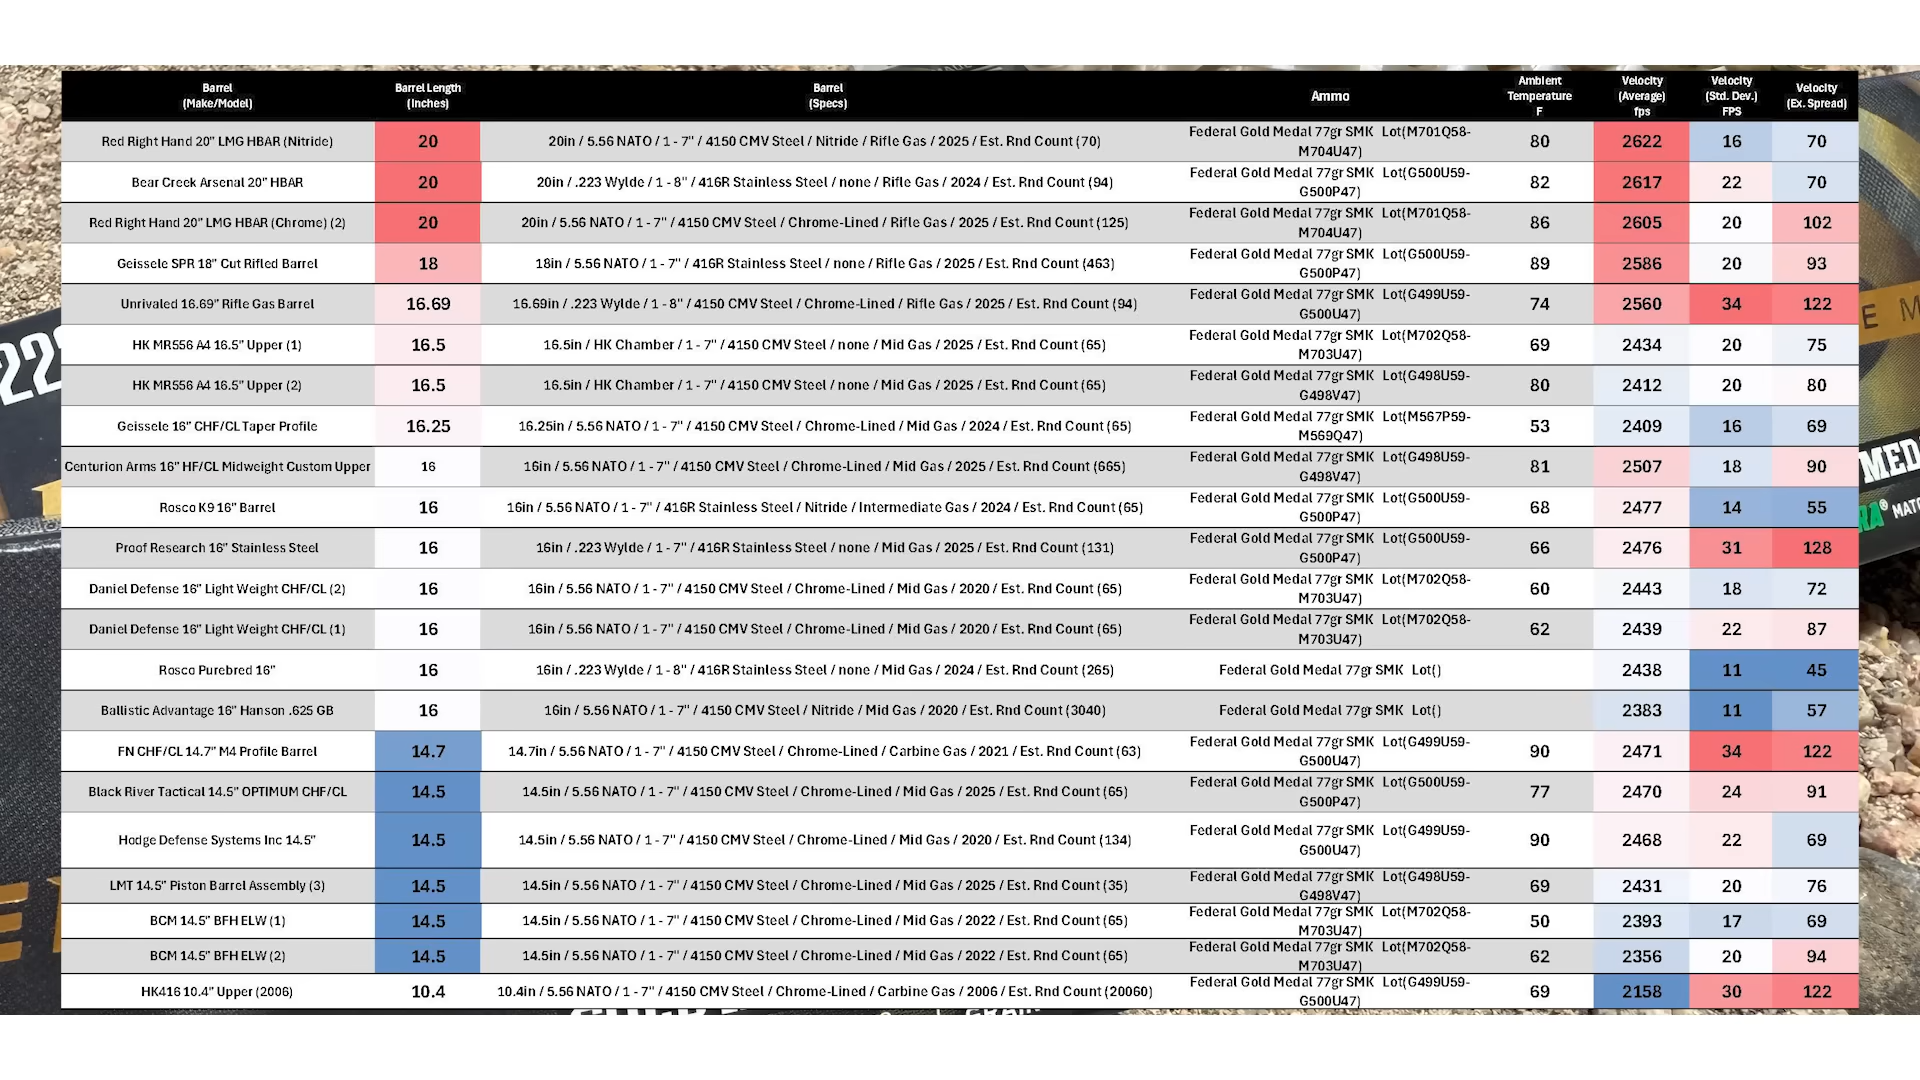 Barrel
(Make/Model)
Barrel Length
(Inches)
Barrel
(Specs)
Ammo
Ambient
Temperature
F
Velocity
(Average)
fps
Velocity
(Std. Dev.)
FPS
Velocity
(Ex. Spread)
Red Right Hand 20" LMG HBAR (Nitride) 20 20in / 5.56 NATO / 1 - 7" / 4150 CMV Steel / Nitride / Rifle Gas / 2025 / Est. Rnd Count (70) Federal Gold Medal 77gr SMK Lot(M701Q58-
M704U47) 80 2622 16 70
Bear Creek Arsenal 20" HBAR 20 20in / .223 Wylde / 1 - 8" / 416R Stainless Steel / none / Rifle Gas / 2024 / Est. Rnd Count (94) Federal Gold Medal 77gr SMK Lot(G500U59-
G500P47) 82 2617 22 70
Red Right Hand 20" LMG HBAR (Chrome) (2) 20 20in / 5.56 NATO / 1 - 7" / 4150 CMV Steel / Chrome-Lined / Rifle Gas / 2025 / Est. Rnd Count (125) Federal Gold Medal 77gr SMK Lot(M701Q58-
M704U47) 86 2605 20 102
Geissele SPR 18" Cut Rifled Barrel 18 18in / 5.56 NATO / 1 - 7" / 416R Stainless Steel / none / Rifle Gas / 2025 / Est. Rnd Count (463) Federal Gold Medal 77gr SMK Lot(G500U59-
G500P47) 89 2586 20 93
Unrivaled 16.69" Rifle Gas Barrel 16.69 16.69in / .223 Wylde / 1 - 8" / 4150 CMV Steel / Chrome-Lined / Rifle Gas / 2025 / Est. Rnd Count (94) Federal Gold Medal 77gr SMK Lot(G499U59-
G500U47) 74 2560 34 122
HK MR556 A4 16.5" Upper (1) 16.5 16.5in / HK Chamber / 1 - 7" / 4150 CMV Steel / none / Mid Gas / 2025 / Est. Rnd Count (65) Federal Gold Medal 77gr SMK Lot(M702Q58-
M703U47) 69 2434 20 75
HK MR556 A4 16.5" Upper (2) 16.5 16.5in / HK Chamber / 1 - 7" / 4150 CMV Steel / none / Mid Gas / 2025 / Est. Rnd Count (65) Federal Gold Medal 77gr SMK Lot(G498U59-
G498V47) 80 2412 20 80
Geissele 16" CHF/CL Taper Profile 16.25 16.25in / 5.56 NATO / 1 - 7" / 4150 CMV Steel / Chrome-Lined / Mid Gas / 2024 / Est. Rnd Count (65) Federal Gold Medal 77gr SMK Lot(M567P59-
M569Q47) 53 2409 16 69
Centurion Arms 16" HF/CL Midweight Custom Upper 16 16in / 5.56 NATO / 1 - 7" / 4150 CMV Steel / Chrome-Lined / Mid Gas / 2025 / Est. Rnd Count (665) Federal Gold Medal 77gr SMK Lot(G498U59-
G498V47) 81 2507 18 90
Rosco K9 16" Barrel 16 16in / 5.56 NATO / 1 - 7" / 416R Stainless Steel / Nitride / Intermediate Gas / 2024 / Est. Rnd Count (65) Federal Gold Medal 77gr SMK Lot(G500U59-
G500P47) 68 2477 14 55
Proof Research 16" Stainless Steel 16 16in / .223 Wylde / 1 - 7" / 416R Stainless Steel / none / Mid Gas / 2025 / Est. Rnd Count (131) Federal Gold Medal 77gr SMK Lot(G500U59-
G500P47) 66 2476 31 128
Daniel Defense 16" Light Weight CHF/CL (2) 16 16in / 5.56 NATO / 1 - 7" / 4150 CMV Steel / Chrome-Lined / Mid Gas / 2020 / Est. Rnd Count (65) Federal Gold Medal 77gr SMK Lot(M702Q58-
M703U47) 60 2443 18 72
Daniel Defense 16" Light Weight CHF/CL (1) 16 16in / 5.56 NATO / 1 - 7" / 4150 CMV Steel / Chrome-Lined / Mid Gas / 2020 / Est. Rnd Count (65) Federal Gold Medal 77gr SMK Lot(M702Q58-
M703U47) 62 2439 22 87
Rosco Purebred 16" 16 16in / .223 Wylde / 1 - 8" / 416R Stainless Steel / none / Mid Gas / 2024 / Est. Rnd Count (265) Federal Gold Medal 77gr SMK Lot() 2438 11 45
Ballistic Advantage 16" Hanson .625 GB 16 16in / 5.56 NATO / 1 - 7" / 4150 CMV Steel / Nitride / Mid Gas / 2020 / Est. Rnd Count (3040) Federal Gold Medal 77gr SMK Lot() 2383 11 57
FN CHF/CL 14.7" M4 Profile Barrel 14.7 14.7in / 5.56 NATO / 1 - 7" / 4150 CMV Steel / Chrome-Lined / Carbine Gas / 2021 / Est. Rnd Count (63) Federal Gold Medal 77gr SMK Lot(G499U59-
G500U47) 90 2471 34 122
Black River Tactical 14.5" OPTIMUM CHF/CL 14.5 14.5in / 5.56 NATO / 1 - 7" / 4150 CMV Steel / Chrome-Lined / Mid Gas / 2025 / Est. Rnd Count (65) Federal Gold Medal 77gr SMK Lot(G500U59-
G500P47) 77 2470 24 91
Hodge Defense Systems Inc 14.5" 14.5 14.5in / 5.56 NATO / 1 - 7" / 4150 CMV Steel / Chrome-Lined / Mid Gas / 2020 / Est. Rnd Count (134) Federal Gold Medal 77gr SMK Lot(G499U59-
G500U47) 90 2468 22 69
LMT 14.5" Piston Barrel Assembly (3) 14.5 14.5in / 5.56 NATO / 1 - 7" / 4150 CMV Steel / Chrome-Lined / Mid Gas / 2025 / Est. Rnd Count (35) Federal Gold Medal 77gr SMK Lot(G498U59-
G498V47) 69 2431 20 76
BCM 14.5" BFH ELW (1) 14.5 14.5in / 5.56 NATO / 1 - 7" / 4150 CMV Steel / Chrome-Lined / Mid Gas / 2022 / Est. Rnd Count (65) Federal Gold Medal 77gr SMK Lot(M702Q58-
M703U47) 50 2393 17 69
BCM 14.5" BFH ELW (2) 14.5 14.5in / 5.56 NATO / 1 - 7" / 4150 CMV Steel / Chrome-Lined / Mid Gas / 2022 / Est. Rnd Count (65) Federal Gold Medal 77gr SMK Lot(M702Q58-
M703U47) 62 2356 20 94
HK416 10.4" Upper (2006) 10.4 10.4in / 5.56 NATO / 1 - 7" / 4150 CMV Steel / Chrome-Lined / Carbine Gas / 2006 / Est. Rnd Count (20060) Federal Gold Medal 77gr SMK Lot(G499U59-
G500U47) 69 2158 30 122
22
E M
MED
RA® MAT